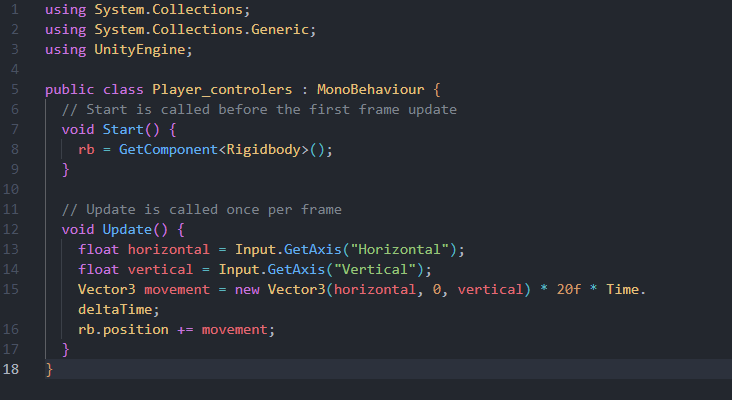 1 using System.Collections;
2 using System.Collections.Generic;
3 using UnityEngine;
4
5 public class Player_controlers : MonoBehaviour {
6   // Start is called before the first frame update
7   void Start() {
8     rb = GetComponent<Rigidbody>();
9   }
10
11   // Update is called once per frame
12   void Update() {
13     float horizontal = Input.GetAxis("Horizontal");
14     float vertical = Input.GetAxis("Vertical");
15     Vector3 movement = new Vector3(horizontal, 0, vertical) * 20f * Time.
     deltaTime;
16     rb.position += movement;
17   }
18 }